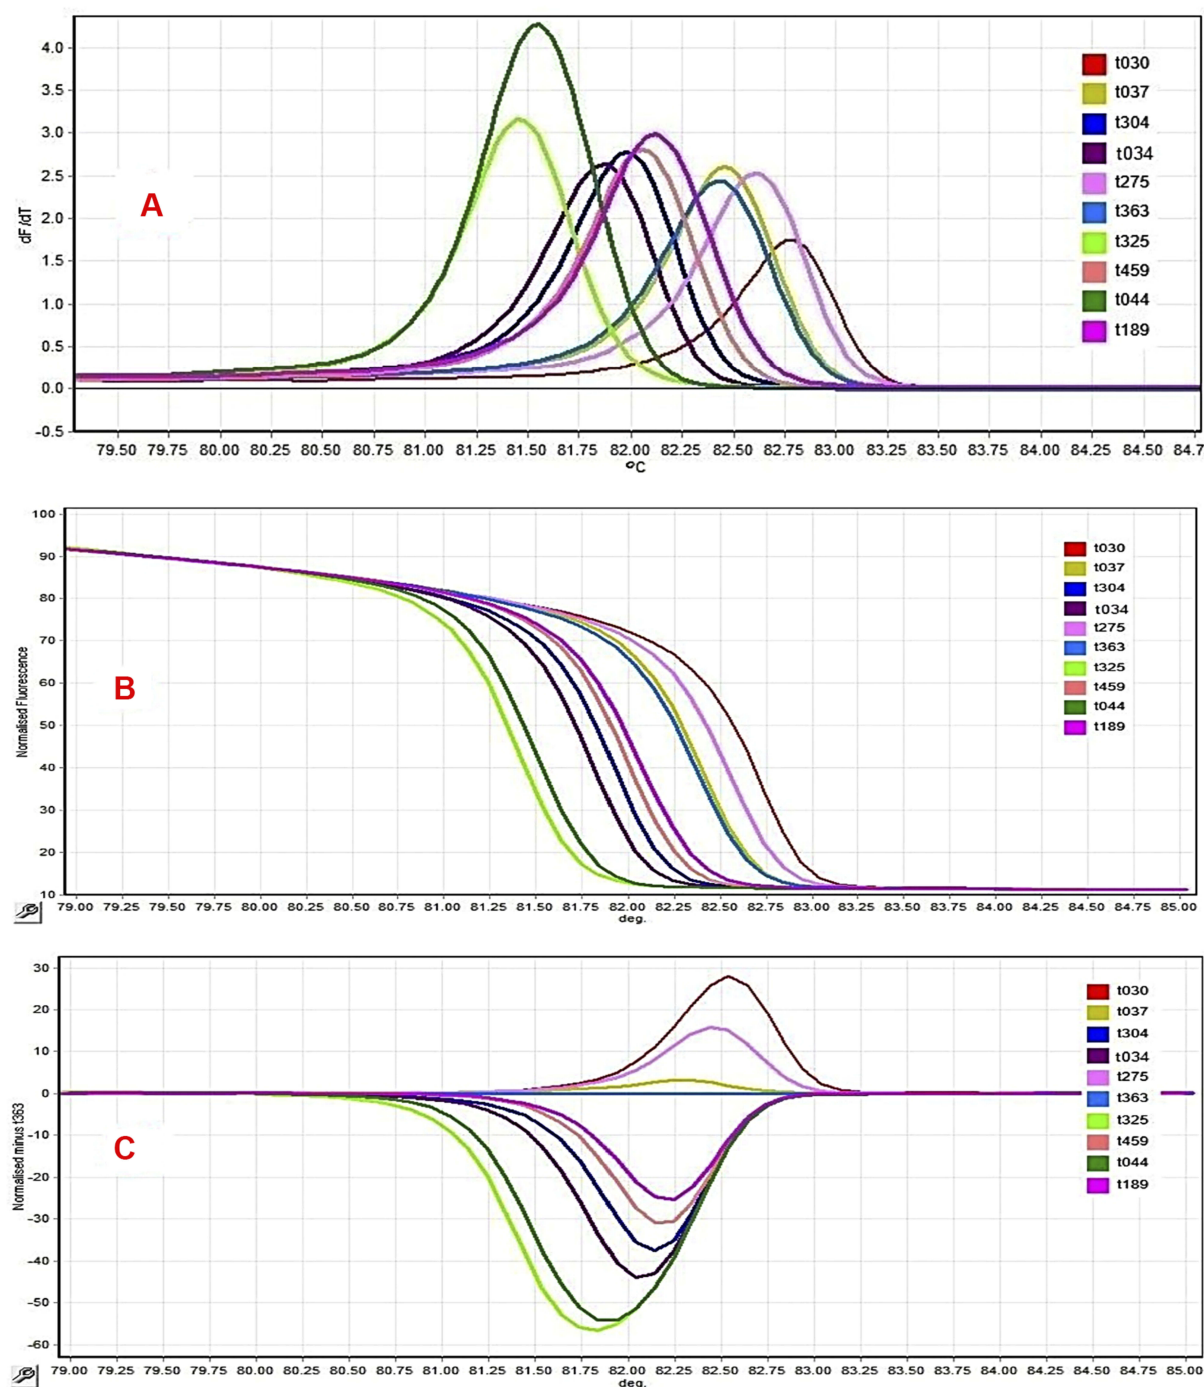 4.0
3.5
3.0
2.5
2.0
1.5
1.0
0.5
0.0
-0.5
dF/dT
A
t030
t037
t304
t034
t275
t363
t325
t459
t044
t189
79.50 79.75 80.00 80.25 80.50 80.75 81.00 81.25 81.50 81.75 82.00 82.25 82.50 82.75 83.00 83.25 83.50 83.75 84.00 84.25 84.50 84.7
ºC
100
90
80
70
60
50
40
30
20
10
Normalised Fluorescence
B
t030
t037
t304
t034
t275
t363
t325
t459
t044
t189
79.00 79.25 79.50 79.75 80.00 80.25 80.50 80.75 81.00 81.25 81.50 81.75 82.00 82.25 82.50 82.75 83.00 83.25 83.50 83.75 84.00 84.25 84.50 84.75 85.00
deg.
30
20
10
0
-10
-20
-30
-40
-50
-60
Normalised minus t363
C
t030
t037
t304
t034
t275
t363
t325
t459
t044
t189
79.00 79.25 79.50 79.75 80.00 80.25 80.50 80.75 81.00 81.25 81.50 81.75 82.00 82.25 82.50 82.75 83.00 83.25 83.50 83.75 84.00 84.25 84.50 84.75 85.00
deg.